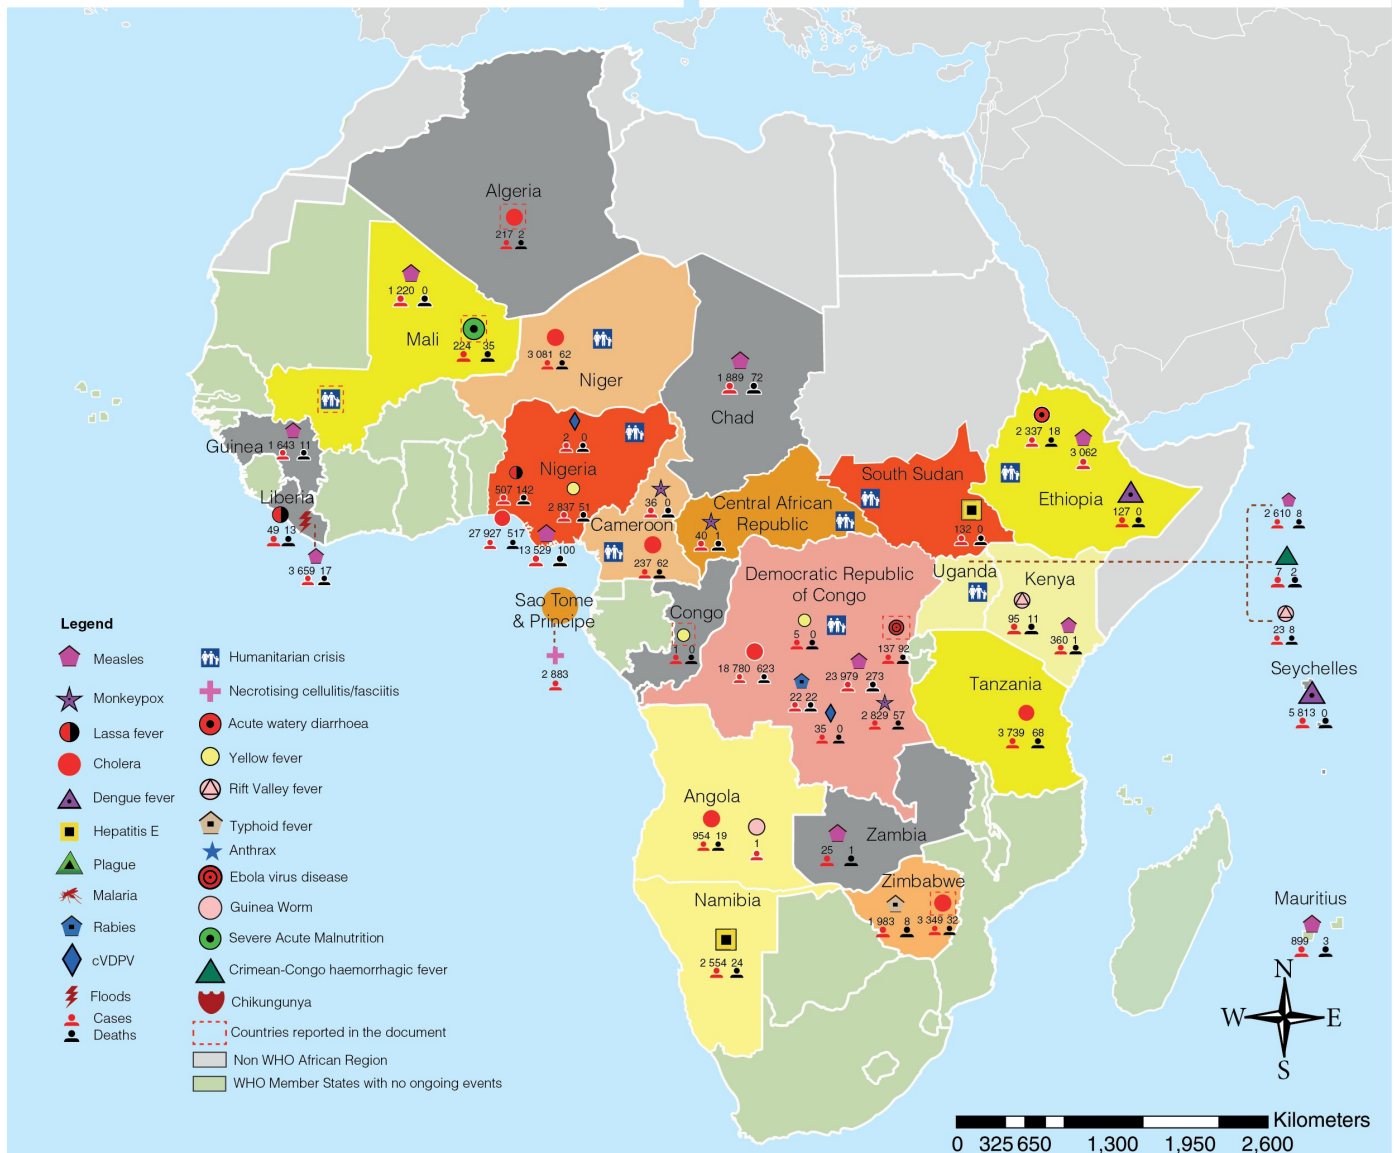 Algeria
217 2
1 220 0
Mali
224 35
3 081 62
Niger
1 889 72
Chad
Guinea
1 643 11
Liberia
49 13
3 659 17
2 0
Nigeria
507 142
2 837 51
27 927 517
13 529 100
36 0
Cameroon
237 62
Central African
Republic
40 1
South Sudan
132 0
2 337 18
3 062
Ethiopia
127 0
2 610 8
7 2
23 8
Uganda
Kenya
95 11
360 1
Democratic Republic
of Congo
5 0
137 92
18 780 623
23 979 273
22 22
2 829 57
35 0
Congo
1 0
Sao Tome
& Principe
2 883
Seychelles
5 813 0
Tanzania
3 739 68
Angola
954 19
1
Zambia
25 1
Zimbabwe
1 983 8
3 349 32
Namibia
2 554 24
Mauritius
899 3
Legend
Measles
Monkeypox
Lassa fever
Cholera
Dengue fever
Hepatitis E
Plague
Malaria
Rabies
cVDPV
Floods
Cases
Deaths
Humanitarian crisis
Necrotising cellulitis/fasciitis
Acute watery diarrhoea
Yellow fever
Rift Valley fever
Typhoid fever
Anthrax
Ebola virus disease
Guinea Worm
Severe Acute Malnutrition
Crimean-Congo haemorrhagic fever
Chikungunya
Countries reported in the document
Non WHO African Region
WHO Member States with no ongoing events
N
W E
S
Kilometers
0 325 650 1,300 1,950 2,600